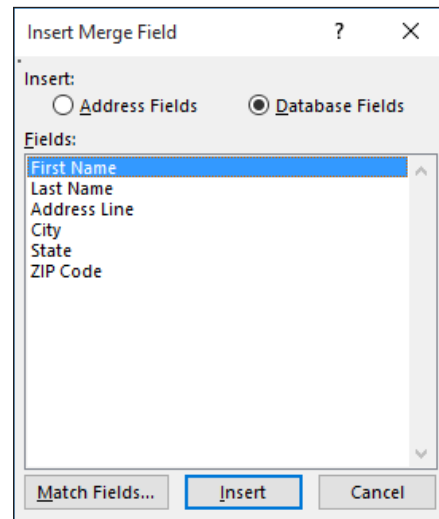 Insert Merge Field ? ×
Insert:
Address Fields Database Fields
Fields:
First Name
Last Name
Address Line
City
State
ZIP Code
Match Fields... Insert Cancel